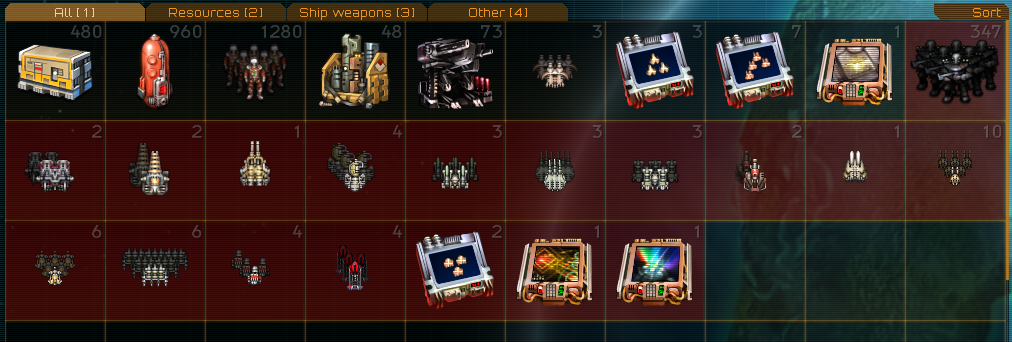 All [1] Resources [2] Ship weapons [3] Other [4] Sort
480 960 1280 48 73 3 3 7 1 347
2 2 1 4 3 3 3 2 1 10
6 6 4 4 2 1 1